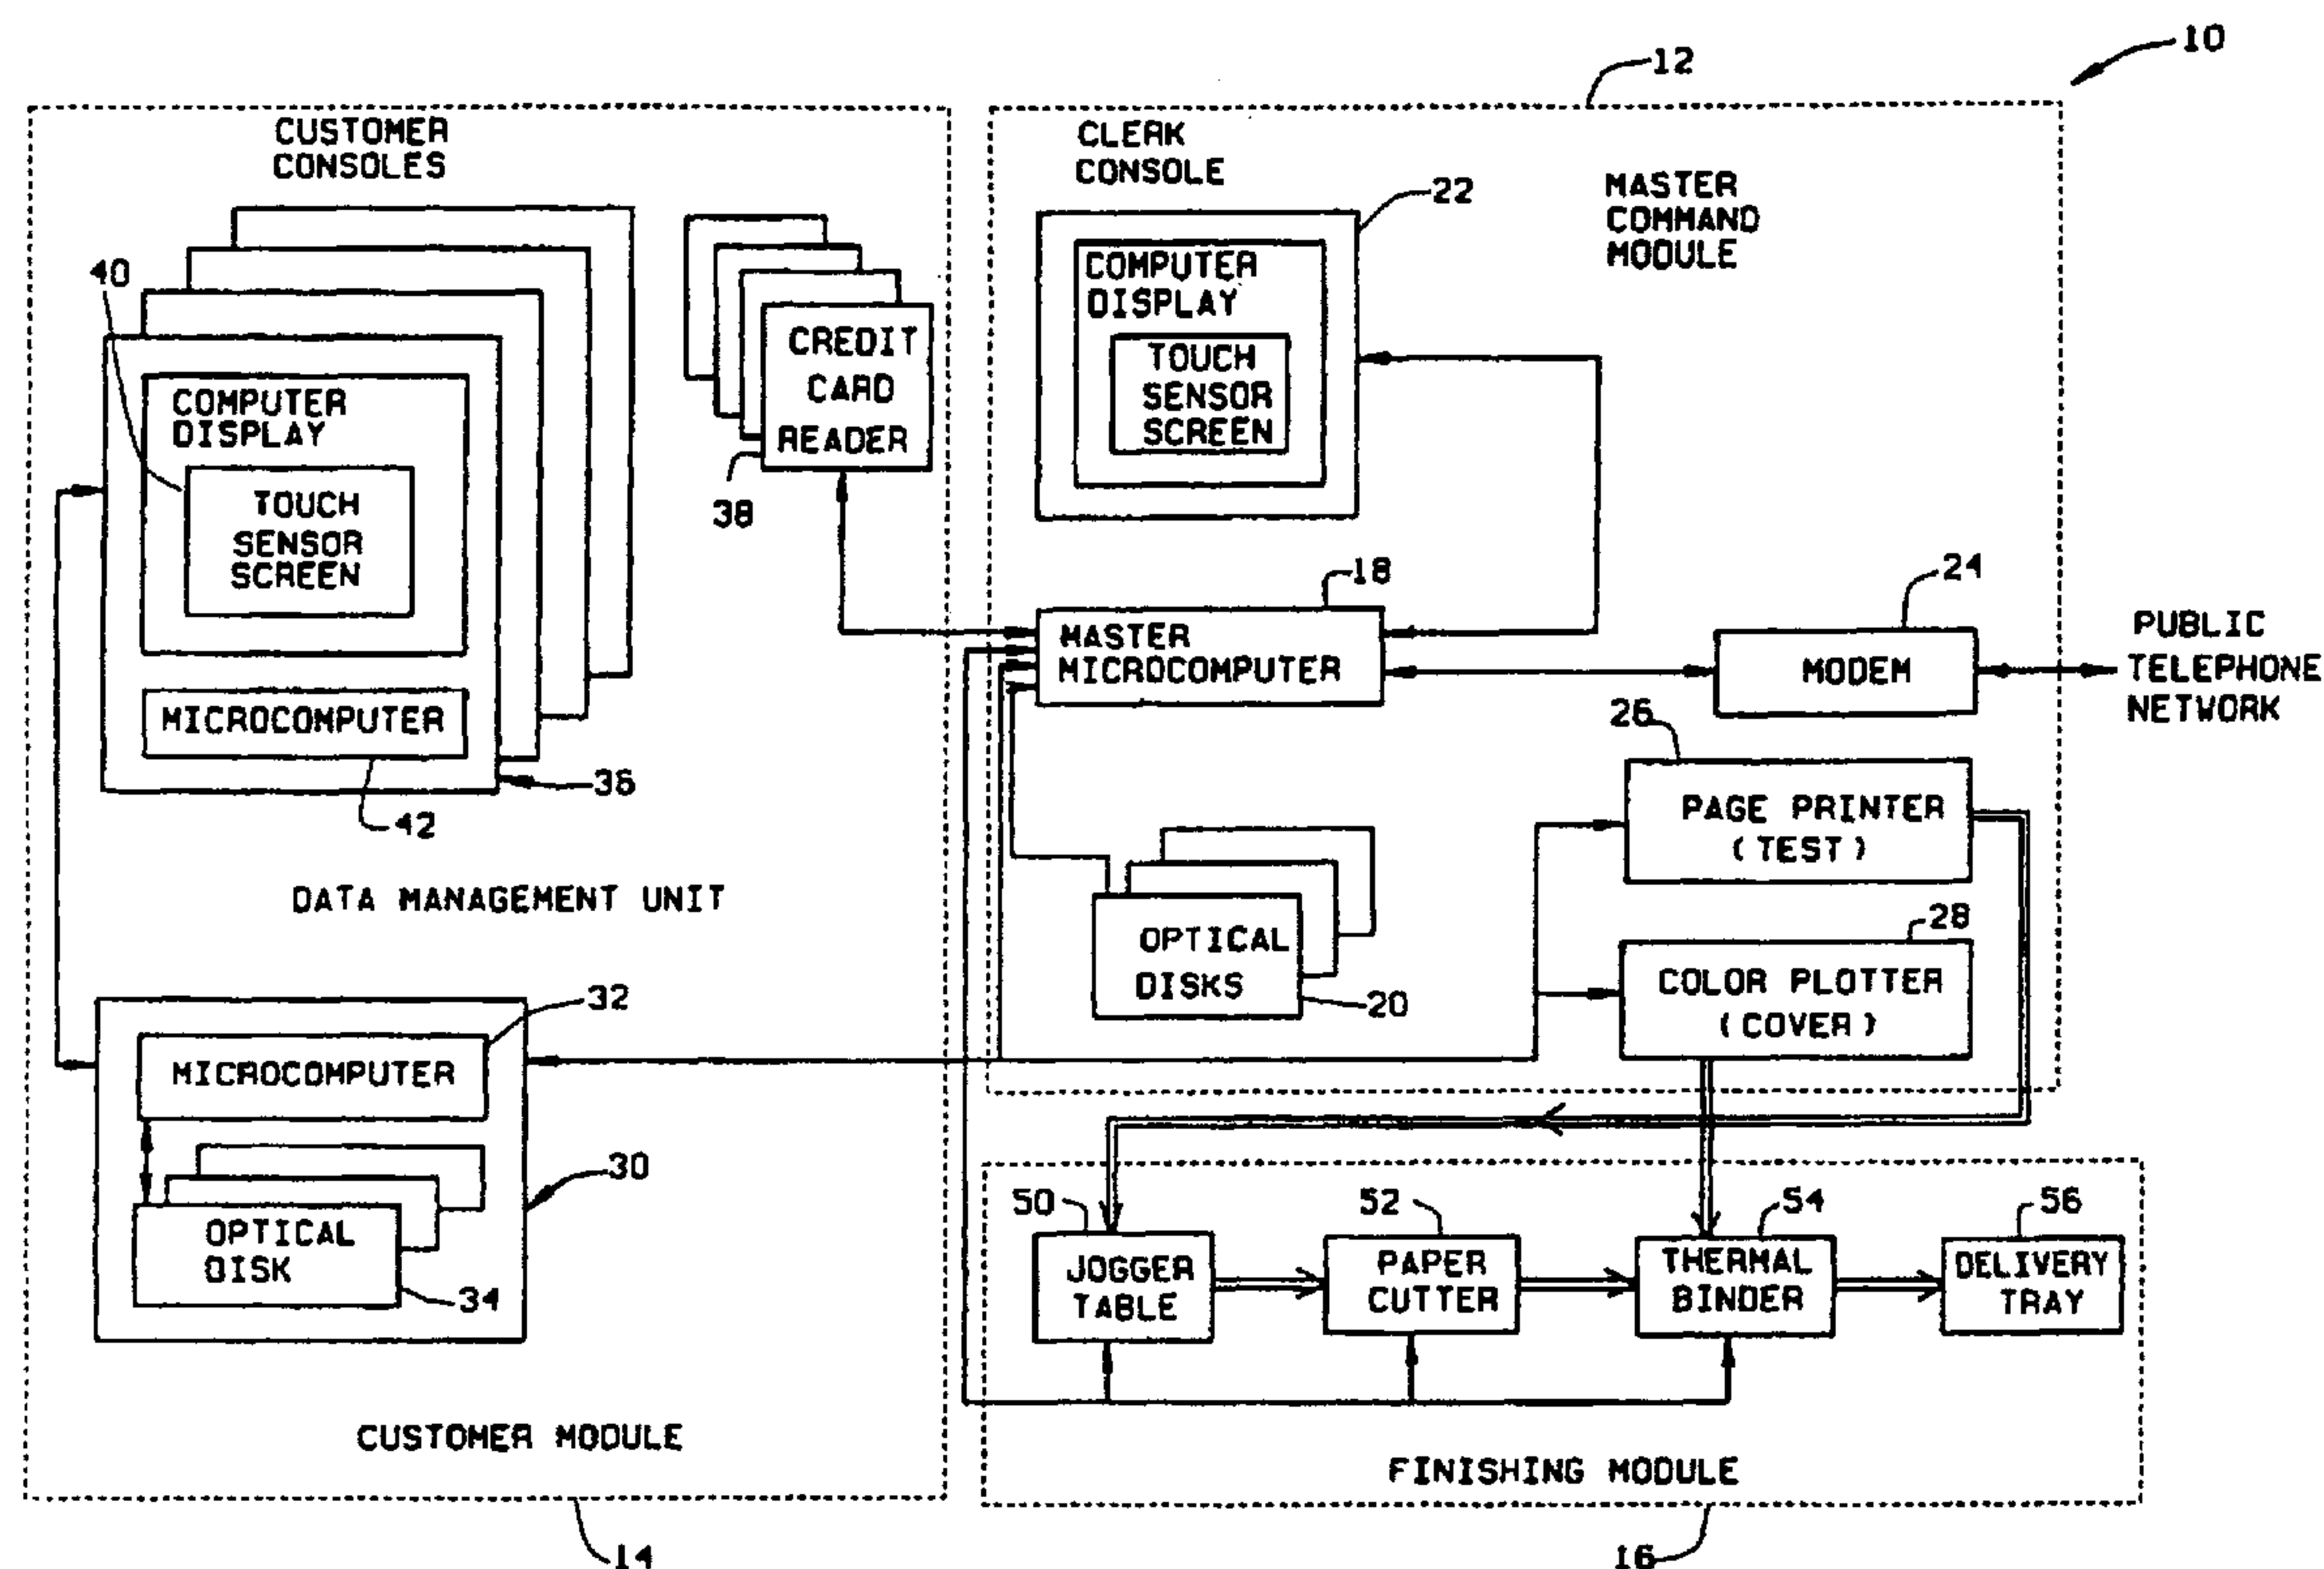 10
12
CUSTOMER
CONSOLES
40
COMPUTER
DISPLAY
TOUCH
SENSOR
SCREEN
MICROCOMPUTER
36
42
CREDIT
CARD
READER
38
DATA MANAGEMENT UNIT
32
MICROCOMPUTER
30
OPTICAL
DISK
34
CUSTOMER MODULE
14
CLERK
CONSOLE
22
MASTER
COMMAND
MODULE
COMPUTER
DISPLAY
TOUCH
SENSOR
SCREEN
18
MASTER
MICROCOMPUTER
24
MODEM
PUBLIC
TELEPHONE
NETWORK
26
PAGE PRINTER
(TEST)
28
COLOR PLOTTER
(COVER)
OPTICAL
DISKS
20
50
JOGGER
TABLE
52
PAPER
CUTTER
54
THERMAL
BINDER
56
DELIVERY
TRAY
FINISHING MODULE
16